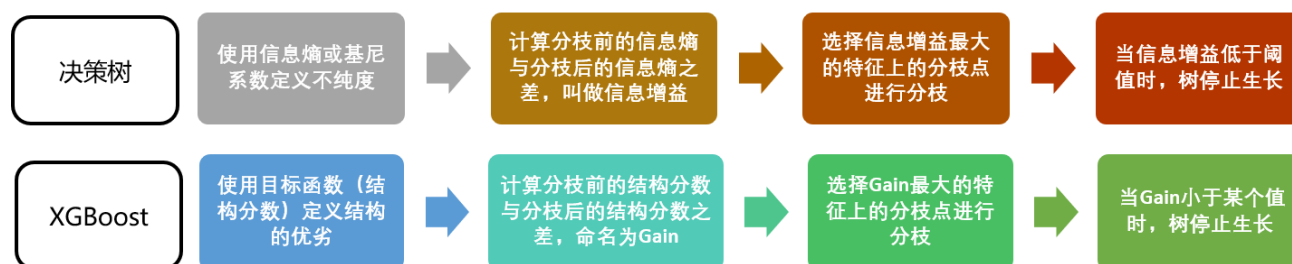 决策树
使用信息熵或基尼
系数定义不纯度
计算分枝前的信息熵
与分枝后的信息熵之
差，叫做信息增益
选择信息增益最大
的特征上的分枝点
进行分枝
当信息增益低于阈
值时，树停止生长
XGBoost
使用目标函数（结
构分数）定义结构
的优劣
计算分枝前的结构分数
与分枝后的结构分数之
差，命名为Gain
选择Gain最大的特
征上的分枝点进行
分枝
当Gain小于某个值
时，树停止生长